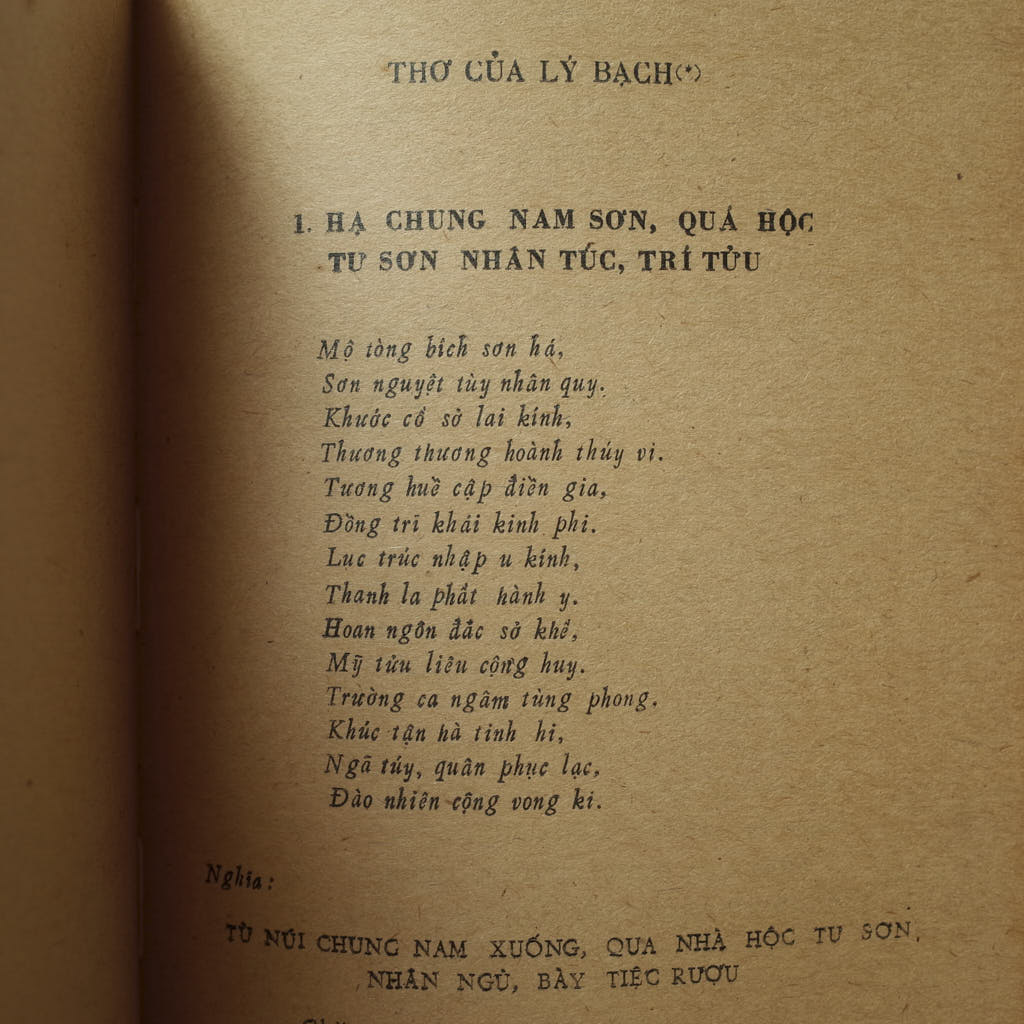 THƠ CỦA LÝ BẠCH(*)
1. HẠ CHUNG NAM SƠN, QUÁ HỘC
TƯ SƠN NHÂN TÚC, TRÍ TỬU
Mộ tòng bích sơn há,
Sơn nguyệt tùy nhân quy.
Khước cố sở lai kính,
Thương thương hoành thúy vi.
Tương huề cập điền gia,
Đồng trĩ khái kinh phi.
Lục trúc nhập u kính,
Thanh la phất hành y.
Hoan ngôn đắc sở khế,
Mỹ tửu liêu cộng huy.
Trường ca ngâm tùng phong.
Khúc tận hà tinh hi,
Ngã túy, quân phục lạc,
Đào nhiên cộng vong ki.
Nghĩa:
TỪ NÚI CHUNG NAM XUỐNG, QUA NHÀ HỘC TƯ SƠN,
NHÂN NGỦ, BÀY TIỆC RƯỢU